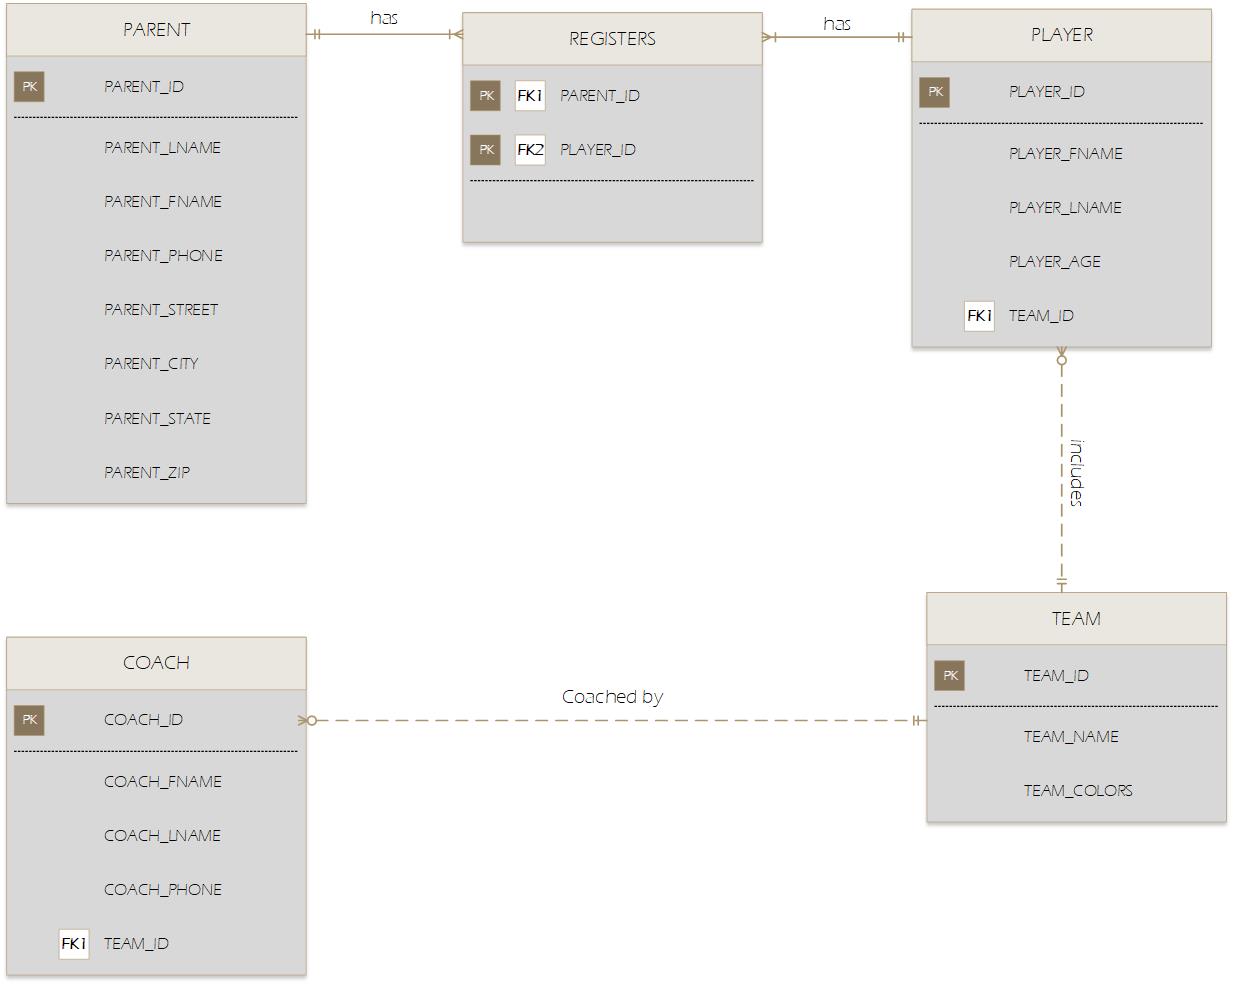 PARENT
PK PARENT_ID
PARENT_LNAME
PARENT_FNAME
PARENT_PHONE
PARENT_STREET
PARENT_CITY
PARENT_STATE
PARENT_ZIP
has
REGISTERS
PK FK1 PARENT_ID
PK FK2 PLAYER_ID
has
PLAYER
PK PLAYER_ID
PLAYER_FNAME
PLAYER_LNAME
PLAYER_AGE
FK1 TEAM_ID
includes
COACH
PK COACH_ID
COACH_FNAME
COACH_LNAME
COACH_PHONE
FK1 TEAM_ID
Coached by
TEAM
PK TEAM_ID
TEAM_NAME
TEAM_COLORS